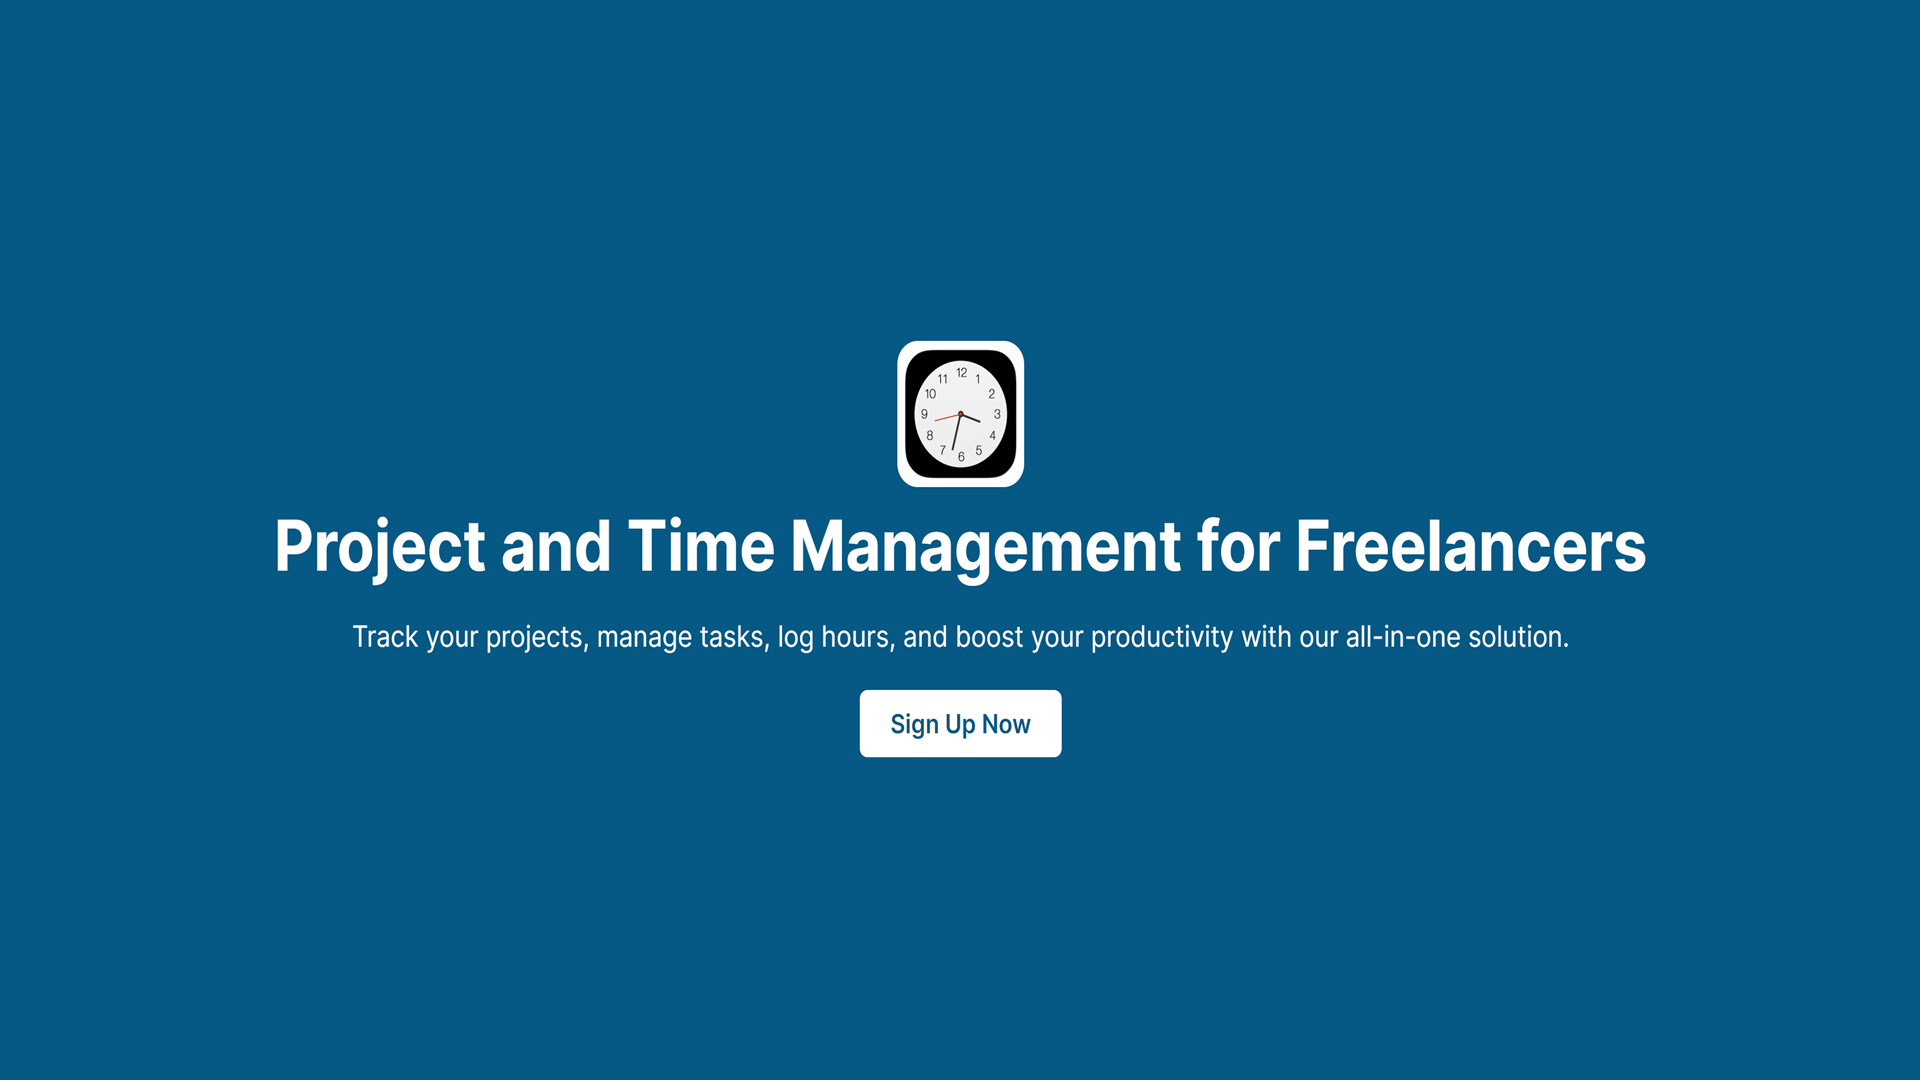 12
11 1
10 2
9 3
8 4
7 5
6
Project and Time Management for Freelancers
Track your projects, manage tasks, log hours, and boost your productivity with our all-in-one solution.
Sign Up Now